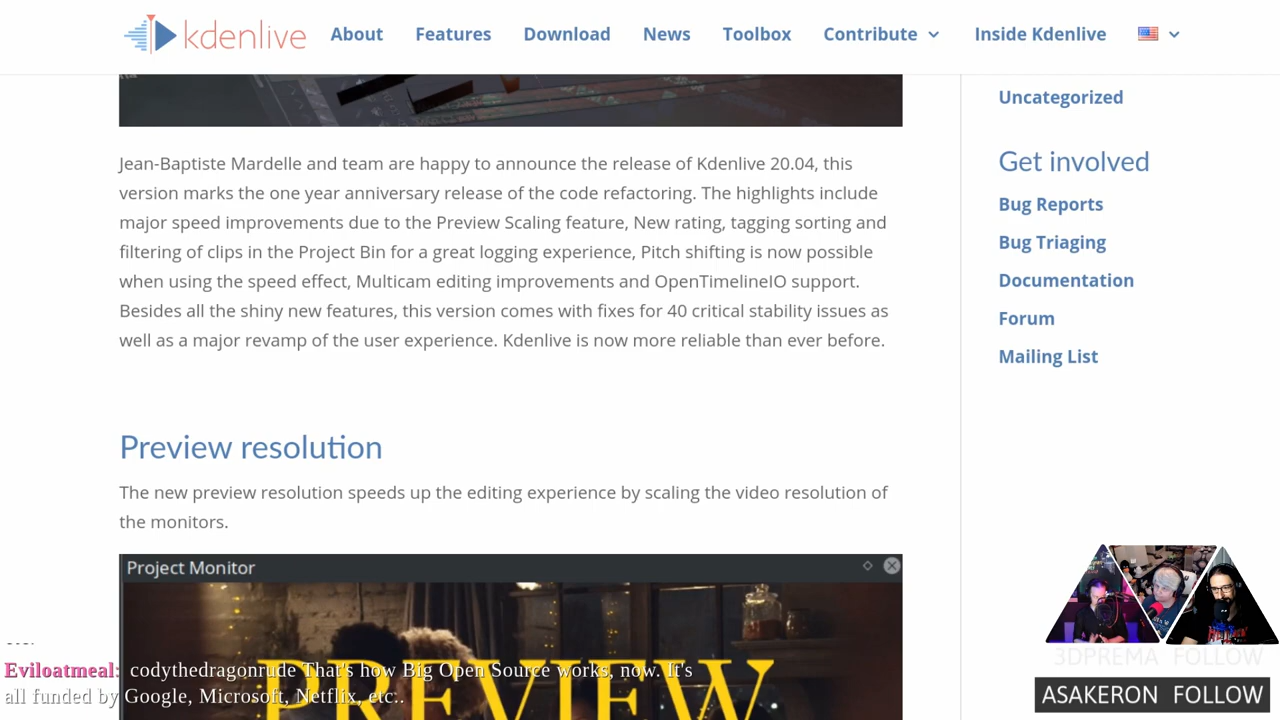 kdenlive
About Features Download News Toolbox Contribute Inside Kdenlive
Uncategorized
Jean-Baptiste Mardelle and team are happy to announce the release of Kdenlive 20.04, this
version marks the one year anniversary release of the code refactoring. The highlights include
major speed improvements due to the Preview Scaling feature, New rating, tagging sorting and
filtering of clips in the Project Bin for a great logging experience, Pitch shifting is now possible
when using the speed effect, Multicam editing improvements and OpenTimelineIO support.
Besides all the shiny new features, this version comes with fixes for 40 critical stability issues as
well as a major revamp of the user experience. Kdenlive is now more reliable than ever before.
Get involved
Bug Reports
Bug Triaging
Documentation
Forum
Mailing List
Preview resolution
The new preview resolution speeds up the editing experience by scaling the video resolution of
the monitors.
Project Monitor
PREVIEW
Eviloatmeal: codythedragonrude That's how Big Open Source works, now. It's
all funded by Google, Microsoft, Netflix, etc..
3DPREMA FOLLOW
ASAKERON FOLLOW